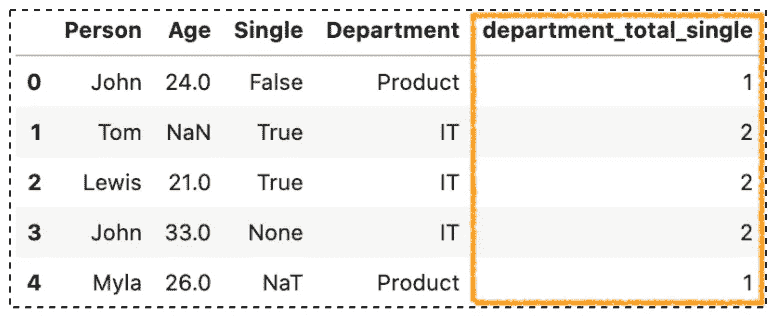 Person Age Single Department department_total_single
0 John 24.0 False Product 1
1 Tom NaN True IT 2
2 Lewis 21.0 True IT 2
3 John 33.0 None IT 2
4 Myla 26.0 NaT Product 1